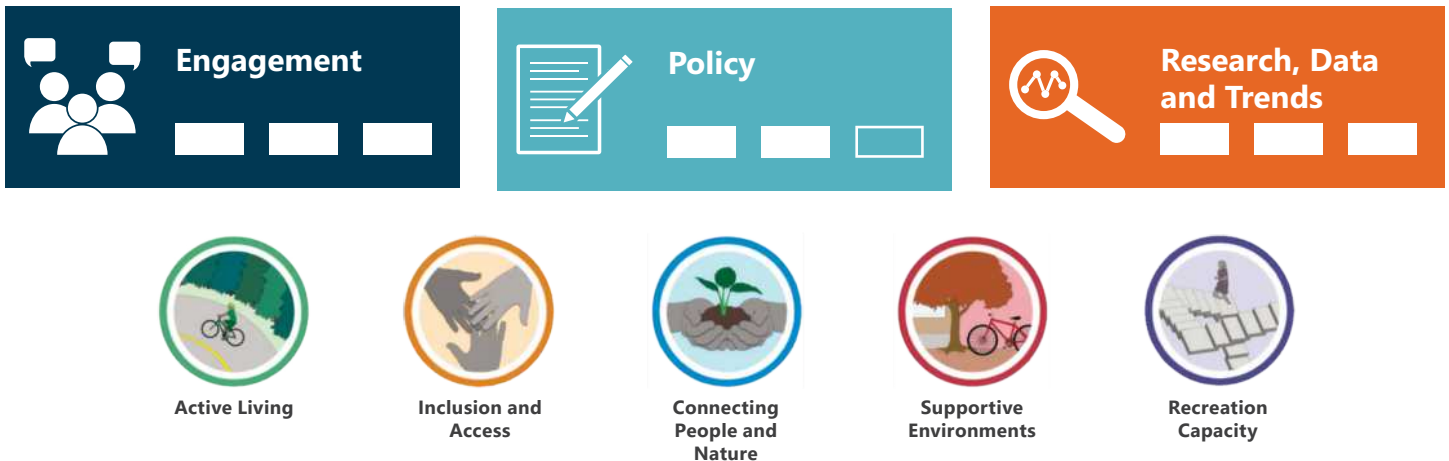 Engagement
Policy
Research, Data
and Trends
Active Living
Inclusion and
Access
Connecting
People and
Nature
Supportive
Environments
Recreation
Capacity